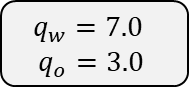 q_w = 7.0
q_o = 3.0